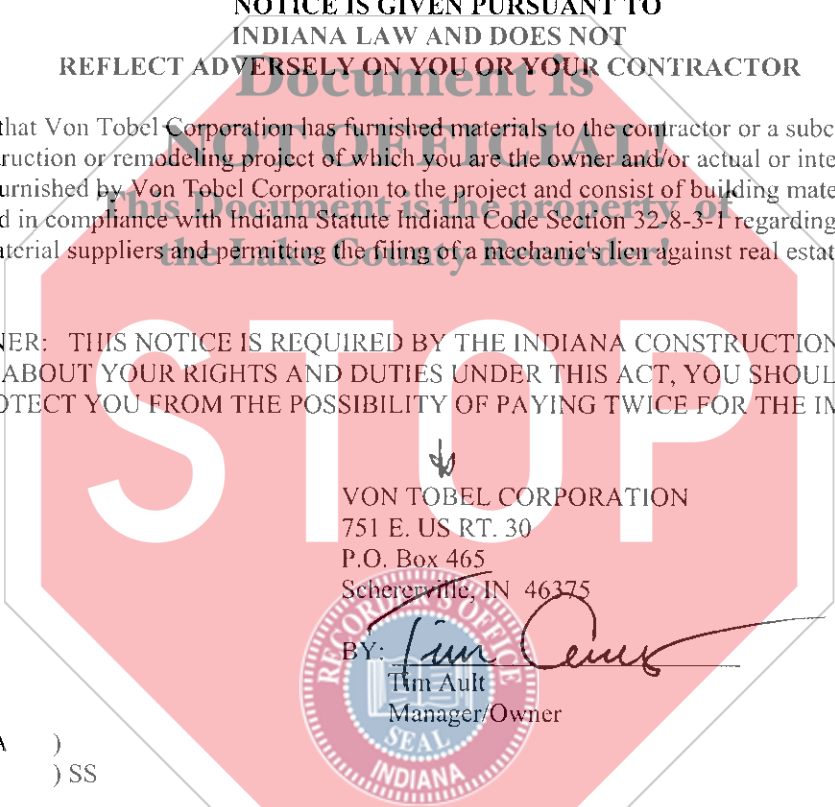 NOTICE IS GIVEN PURSUANT TO
INDIANA LAW AND DOES NOT
REFLECT ADVERSELY ON YOU OR YOUR CONTRACTOR
Document is
that Von Tobel Corporation has furnished materials to the contractor or a subc
NOT OFFICIAL!
ruction or remodeling project of which you are the owner and/or actual or inte
urnished by Von Tobel Corporation to the project and consist of building mate
This Document is the property of
d in compliance with Indiana Statute Indiana Code Section 32-8-3-1 regarding
aterial suppliers and permitting the filing of a mechanic's lien against real estat
the Lake County Recorder!
NER: THIS NOTICE IS REQUIRED BY THE INDIANA CONSTRUCTION
ABOUT YOUR RIGHTS AND DUTIES UNDER THIS ACT, YOU SHOUL
OTECT YOU FROM THE POSSIBILITY OF PAYING TWICE FOR THE IM
STOP
VON TOBEL CORPORATION
751 E. US RT. 30
P.O. Box 465
Schererville, IN 46375
RECORDER'S OFFICE
BY: Tim
Tim Ault
Manager/Owner
SEAL
INDIANA
A )
) SS